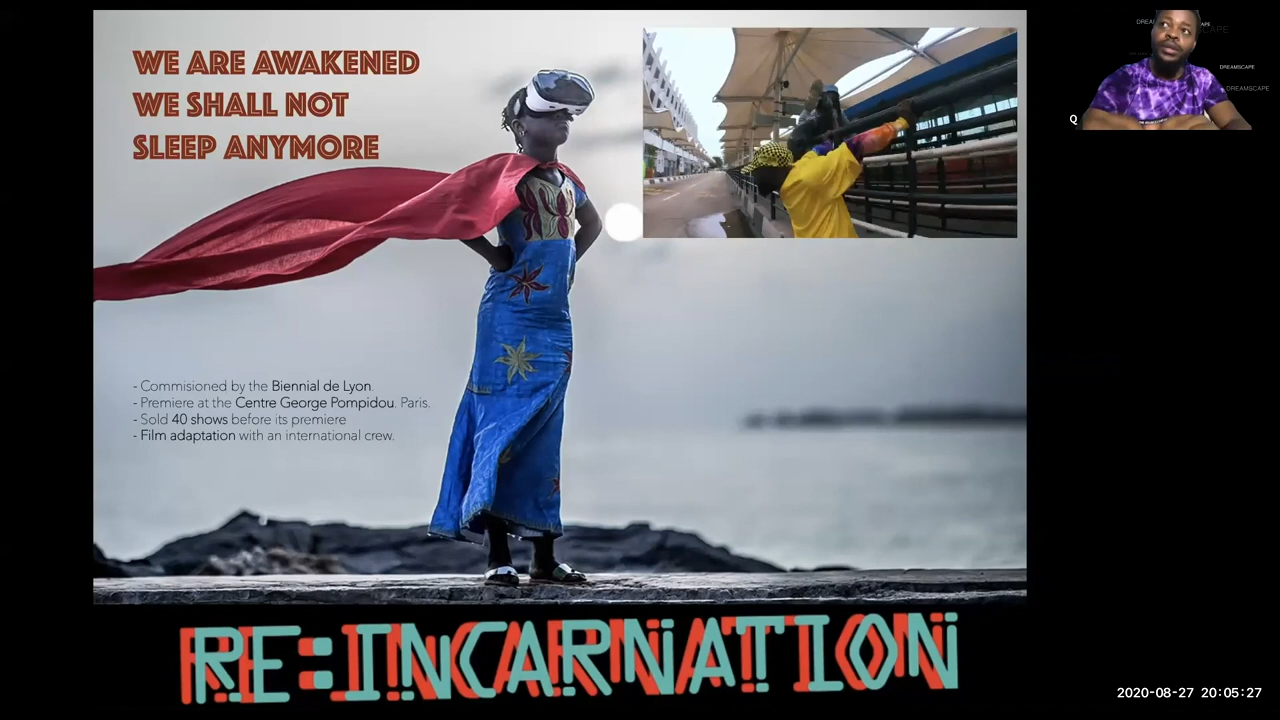 WE ARE AWAKENED
WE SHALL NOT
SLEEP ANYMORE
- Commisioned by the Biennial de Lyon.
- Premiere at the Centre George Pompidou. Paris.
- Sold 40 shows before its premiere
- Film adaptation with an international crew.
RE:INCARNATION
DREAMSCAPE
DREAMSCAPE
Q
2020-08-27 20:05:27